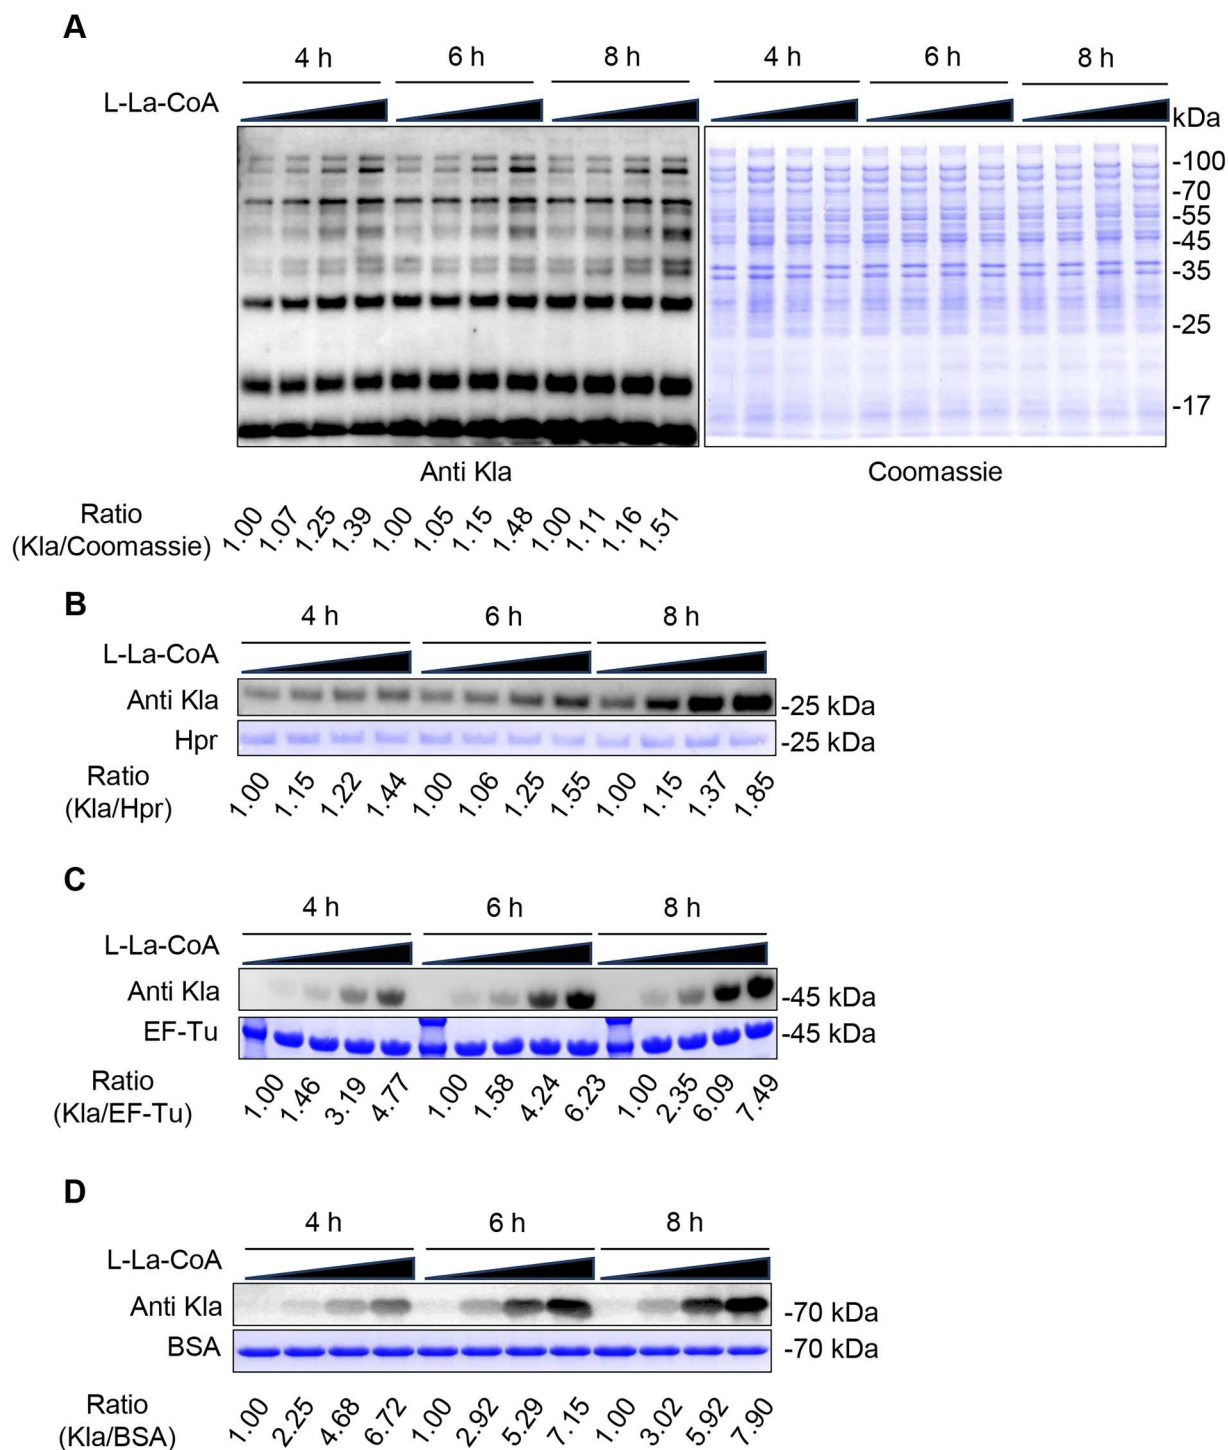 A
4 h 6 h 8 h 4 h 6 h 8 h
L-La-CoA
kDa
-100
-70
-55
-45
-35
-25
-17
Anti Kla Coomassie
Ratio
(Kla/Coomassie)
1.00 1.07 1.25 1.39 1.00 1.05 1.15 1.48 1.00 1.11 1.16 1.51
B
4 h 6 h 8 h
L-La-CoA
Anti Kla -25 kDa
Hpr -25 kDa
Ratio
(Kla/Hpr)
1.00 1.15 1.22 1.44 1.00 1.06 1.25 1.55 1.00 1.15 1.37 1.85
C
4 h 6 h 8 h
L-La-CoA
Anti Kla -45 kDa
EF-Tu -45 kDa
Ratio
(Kla/EF-Tu)
1.00 1.46 3.19 4.77 1.00 1.58 4.24 6.23 1.00 2.35 6.09 7.49
D
4 h 6 h 8 h
L-La-CoA
Anti Kla -70 kDa
BSA -70 kDa
Ratio
(Kla/BSA)
1.00 2.25 4.68 6.72 1.00 2.92 5.29 7.15 1.00 3.02 5.92 7.90